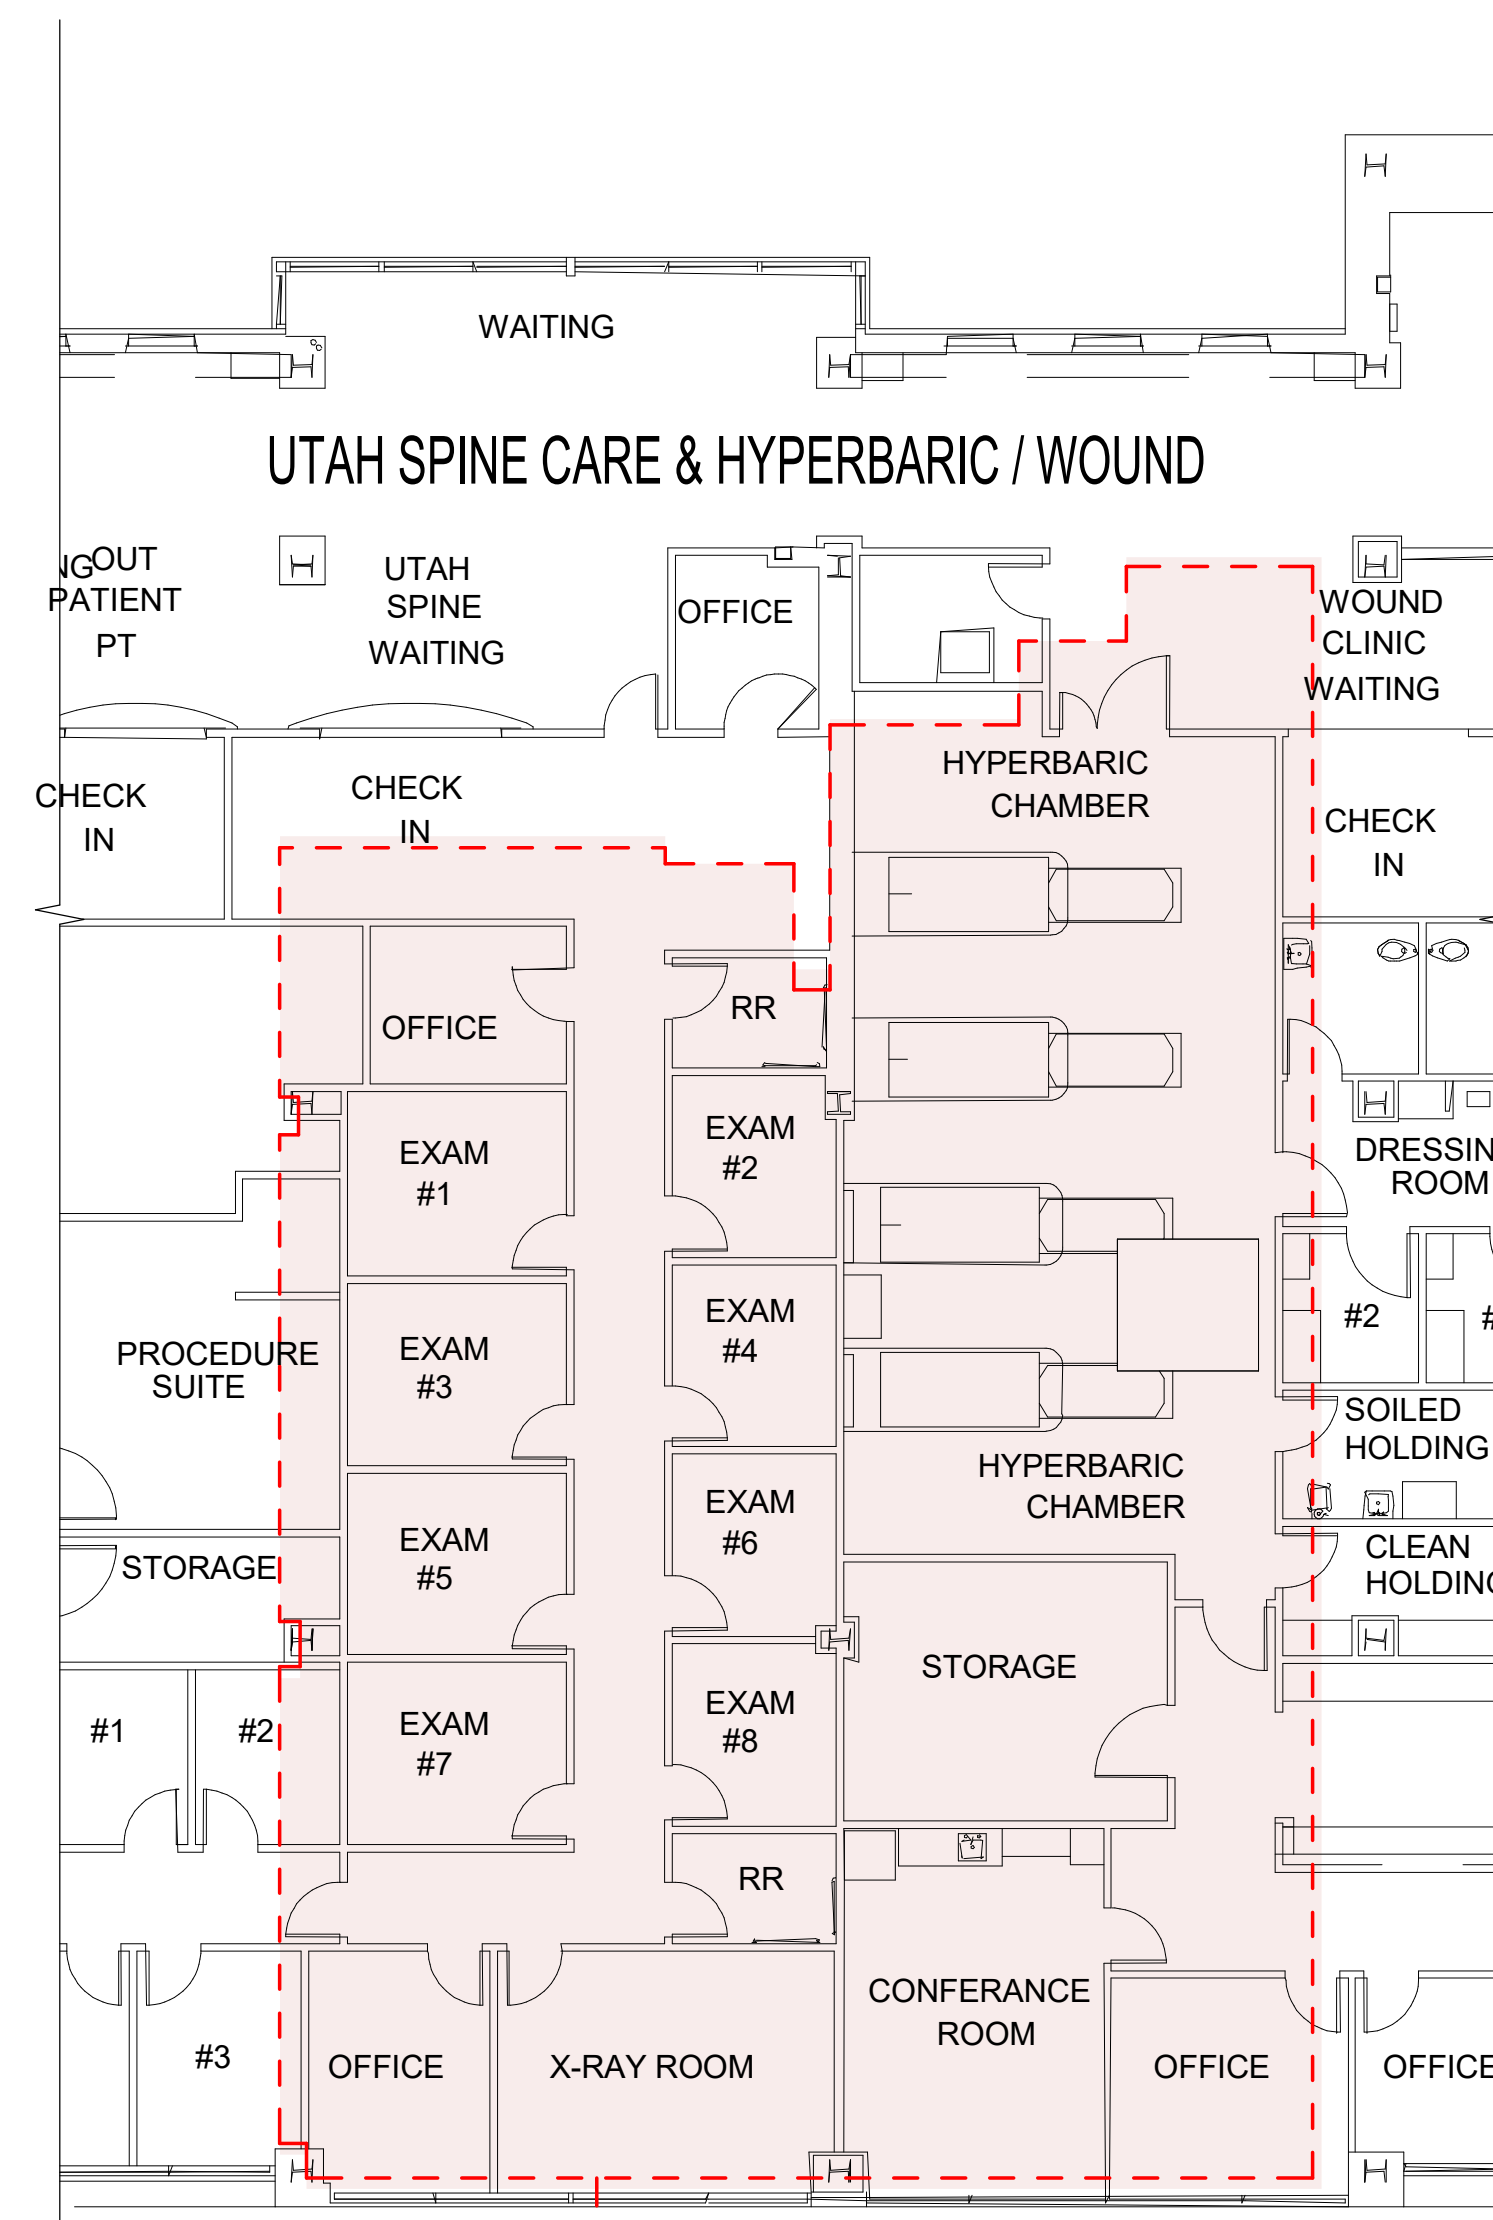 WAITING
UTAH SPINE CARE & HYPERBARIC / WOUND
NG
OUT
PATIENT
PT
UTAH
SPINE
WAITING
OFFICE
WOUND
CLINIC
WAITING
CHECK
IN
CHECK
IN
HYPERBARIC
CHAMBER
CHECK
IN
OFFICE
RR
EXAM
#1
EXAM
#2
DRESSIN
ROOM
PROCEDURE
SUITE
EXAM
#3
EXAM
#4
#2
#
SOILED
HOLDING
HYPERBARIC
CHAMBER
EXAM
#5
EXAM
#6
STORAGE
CLEAN
HOLDING
STORAGE
#1
#2
EXAM
#7
EXAM
#8
RR
CONFERANCE
ROOM
#3
OFFICE
X-RAY ROOM
OFFICE
OFFICE